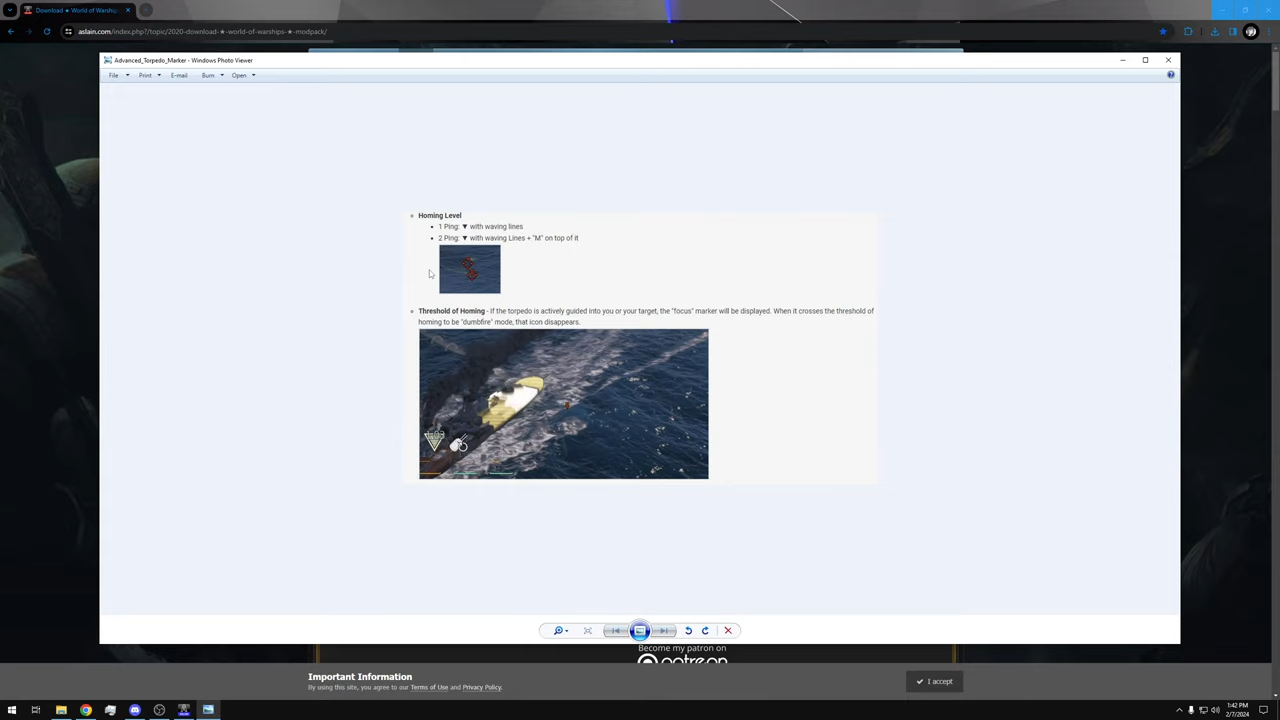 Download ★ World of Warships
aslain.com/index.php?/topic/2020-download-★-world-of-warships-★-modpack/
Advanced_Torpedo_Marker - Windows Photo Viewer
File Print E-mail Burn Open
Homing Level
1 Ping: ▼ with waving lines
2 Ping: ▼ with waving Lines + "M" on top of it
Threshold of Homing - If the torpedo is actively guided into you or your target, the "focus" marker will be displayed. When it crosses the threshold of
homing to be "dumbfire" mode, that icon disappears.
Become my patron on
patreon
Important Information
By using this site, you agree to our Terms of Use and Privacy Policy.
✔ I accept
1:42 PM
2/7/2024